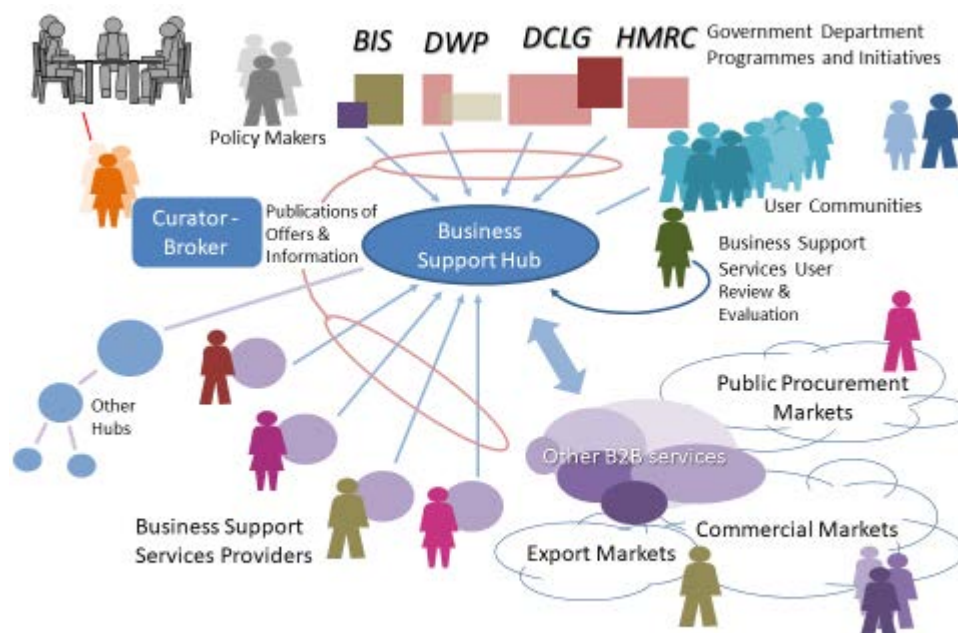 BIS DWP DCLG HMRC
Government Department
Programmes and Initiatives
Policy Makers
User Communities
Curator -
Broker
Publications of
Offers &
Information
Business
Support Hub
Business Support
Services User
Review &
Evaluation
Other
Hubs
Public Procurement
Markets
Other B2B services
Business Support
Services Providers
Commercial Markets
Export Markets